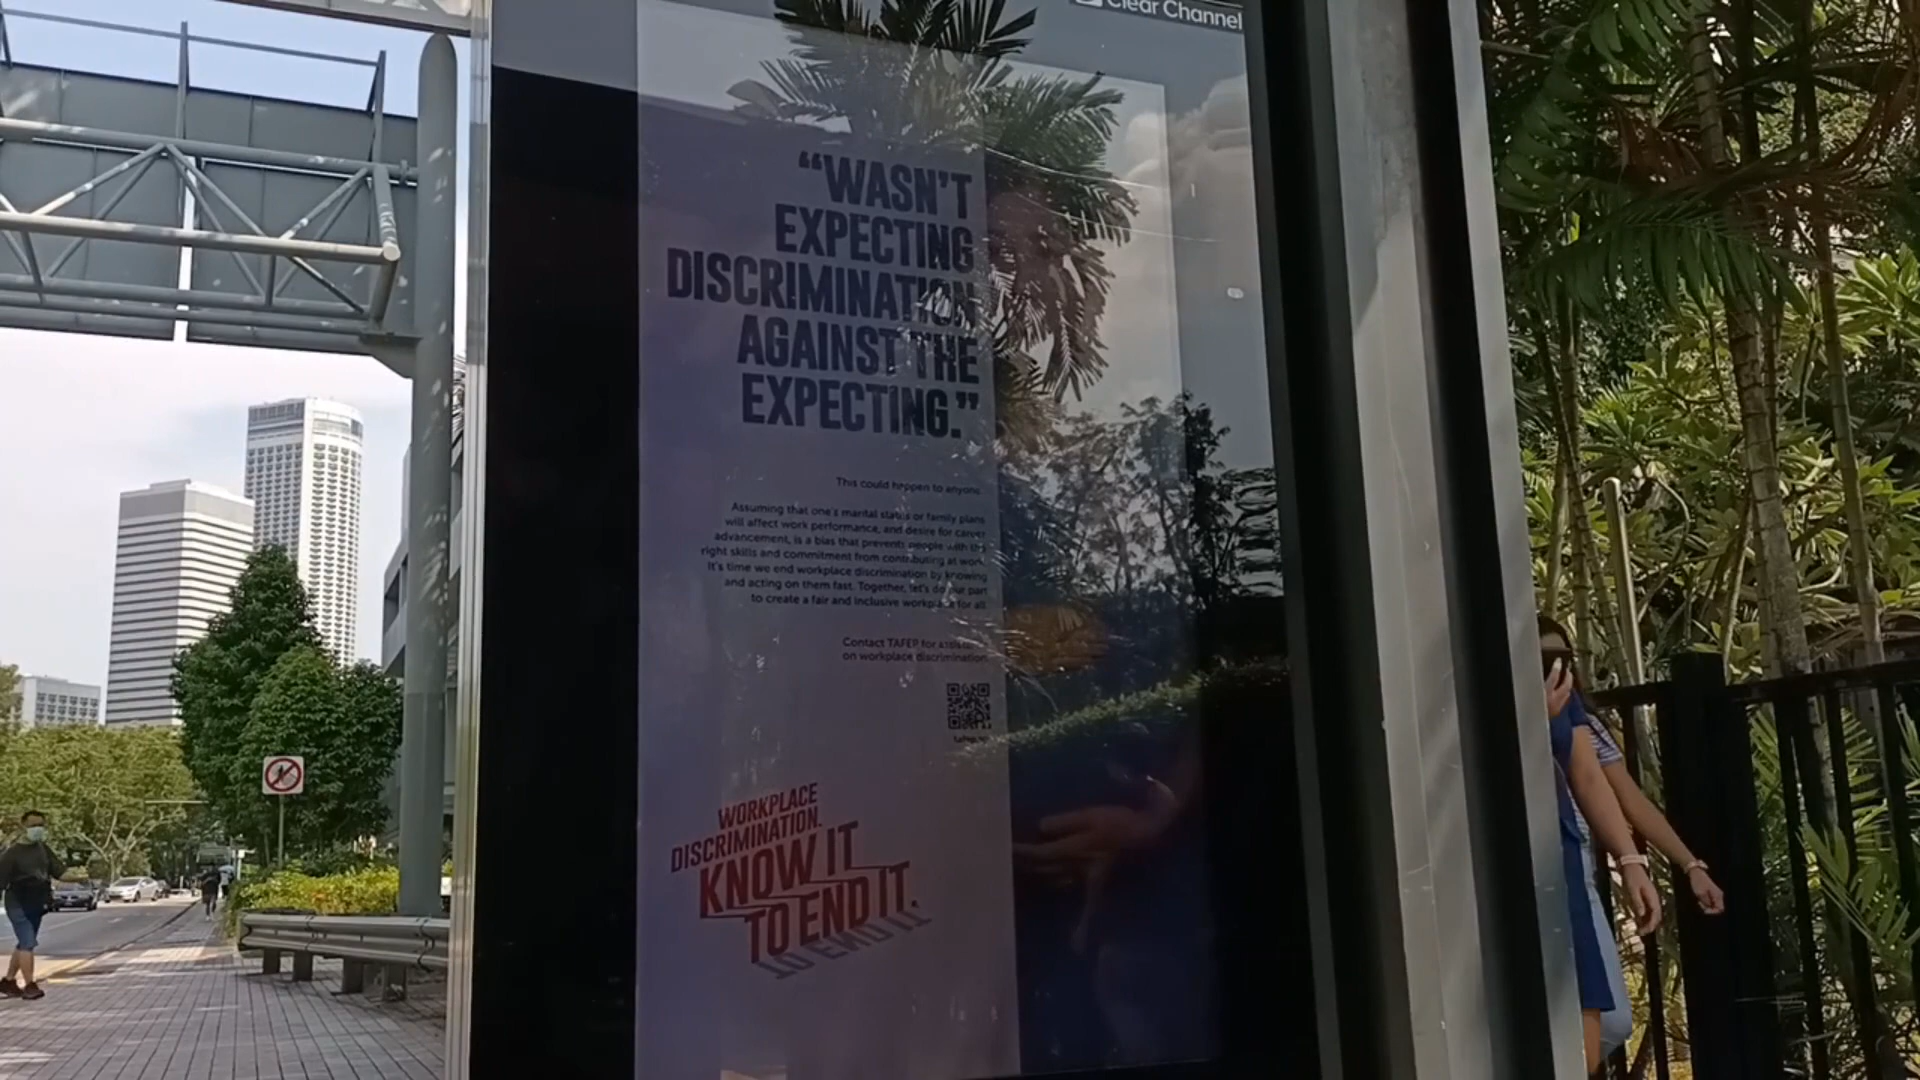 Clear Channel
“WASN’T
EXPECTING
DISCRIMINATION
AGAINST THE
EXPECTING.”
This could happen to anyone.
Assuming that one's marital status or family plans
will affect work performance, and desire for career
advancement, is a bias that prevents people with the
right skills and commitment from contributing at work.
It's time we end workplace discrimination by knowing
and acting on them fast. Together, let's do our part
to create a fair and inclusive workplace for all.
Contact TAFEP for
on workplace discrimination
WORKPLACE
DISCRIMINATION.
KNOW IT
TO END IT.